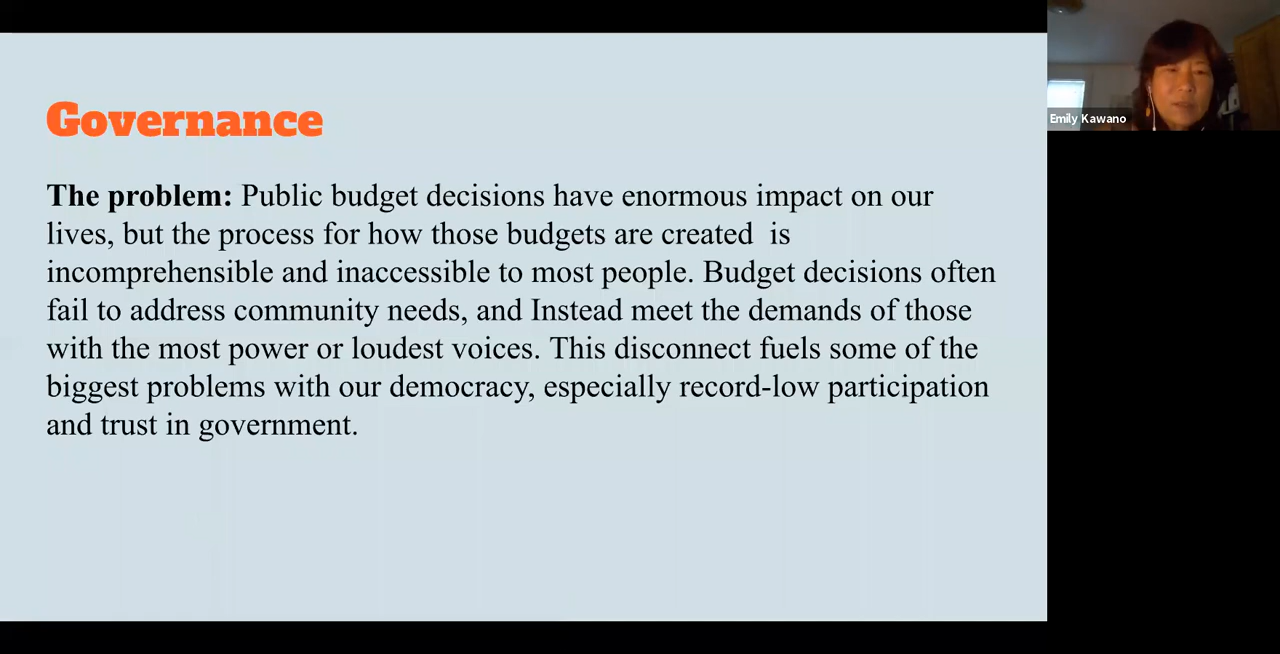 Governance
The problem: Public budget decisions have enormous impact on our
lives, but the process for how those budgets are created  is
incomprehensible and inaccessible to most people. Budget decisions often
fail to address community needs, and Instead meet the demands of those
with the most power or loudest voices. This disconnect fuels some of the
biggest problems with our democracy, especially record-low participation
and trust in government.
Emily Kawano